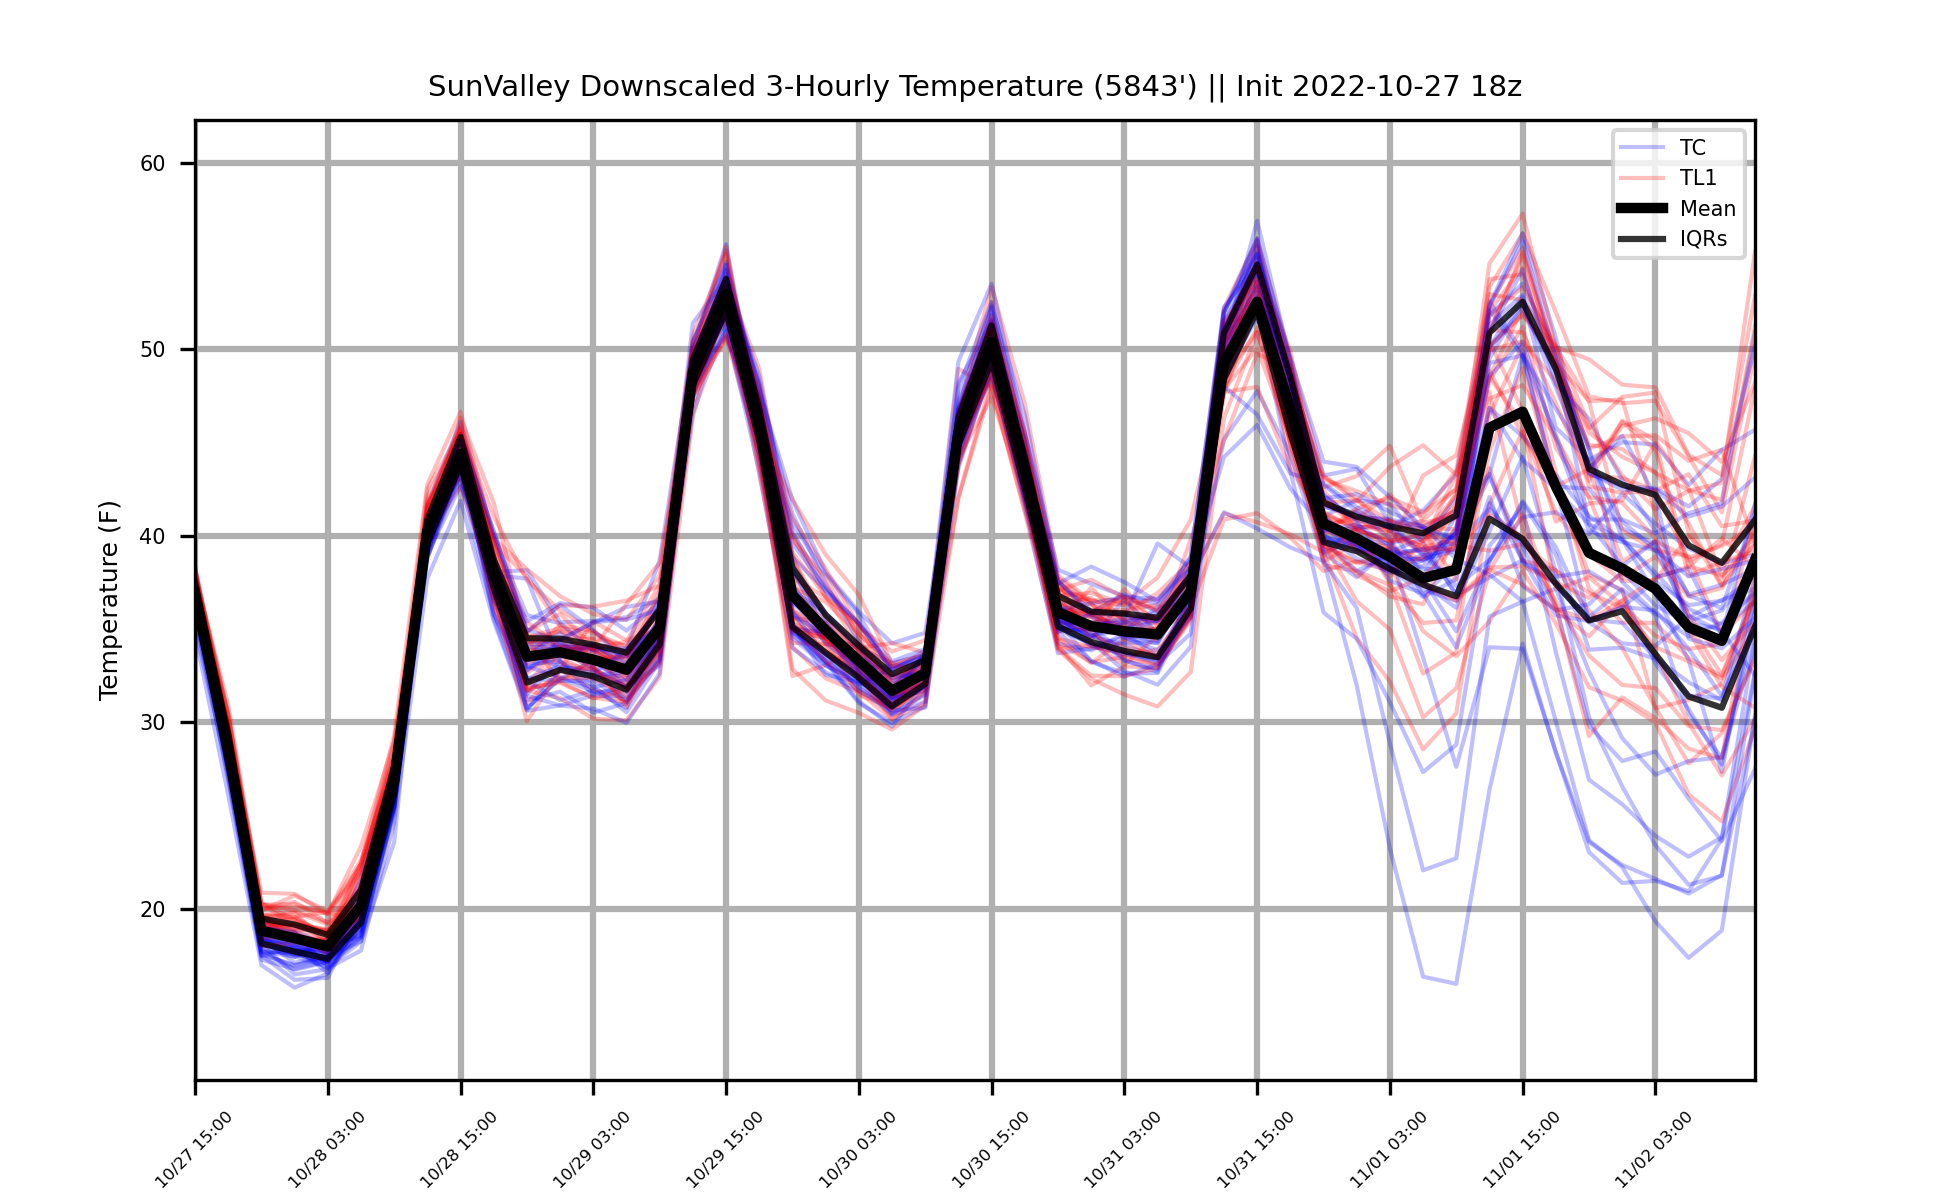 SunValley Downscaled 3-Hourly Temperature (5843') || Init 2022-10-27 18z
TC
TL1
Mean
IQRs
Temperature (F)
60
50
40
30
20
10/27 15:00
10/28 03:00
10/28 15:00
10/29 03:00
10/29 15:00
10/30 03:00
10/30 15:00
10/31 03:00
10/31 15:00
11/01 03:00
11/01 15:00
11/02 03:00